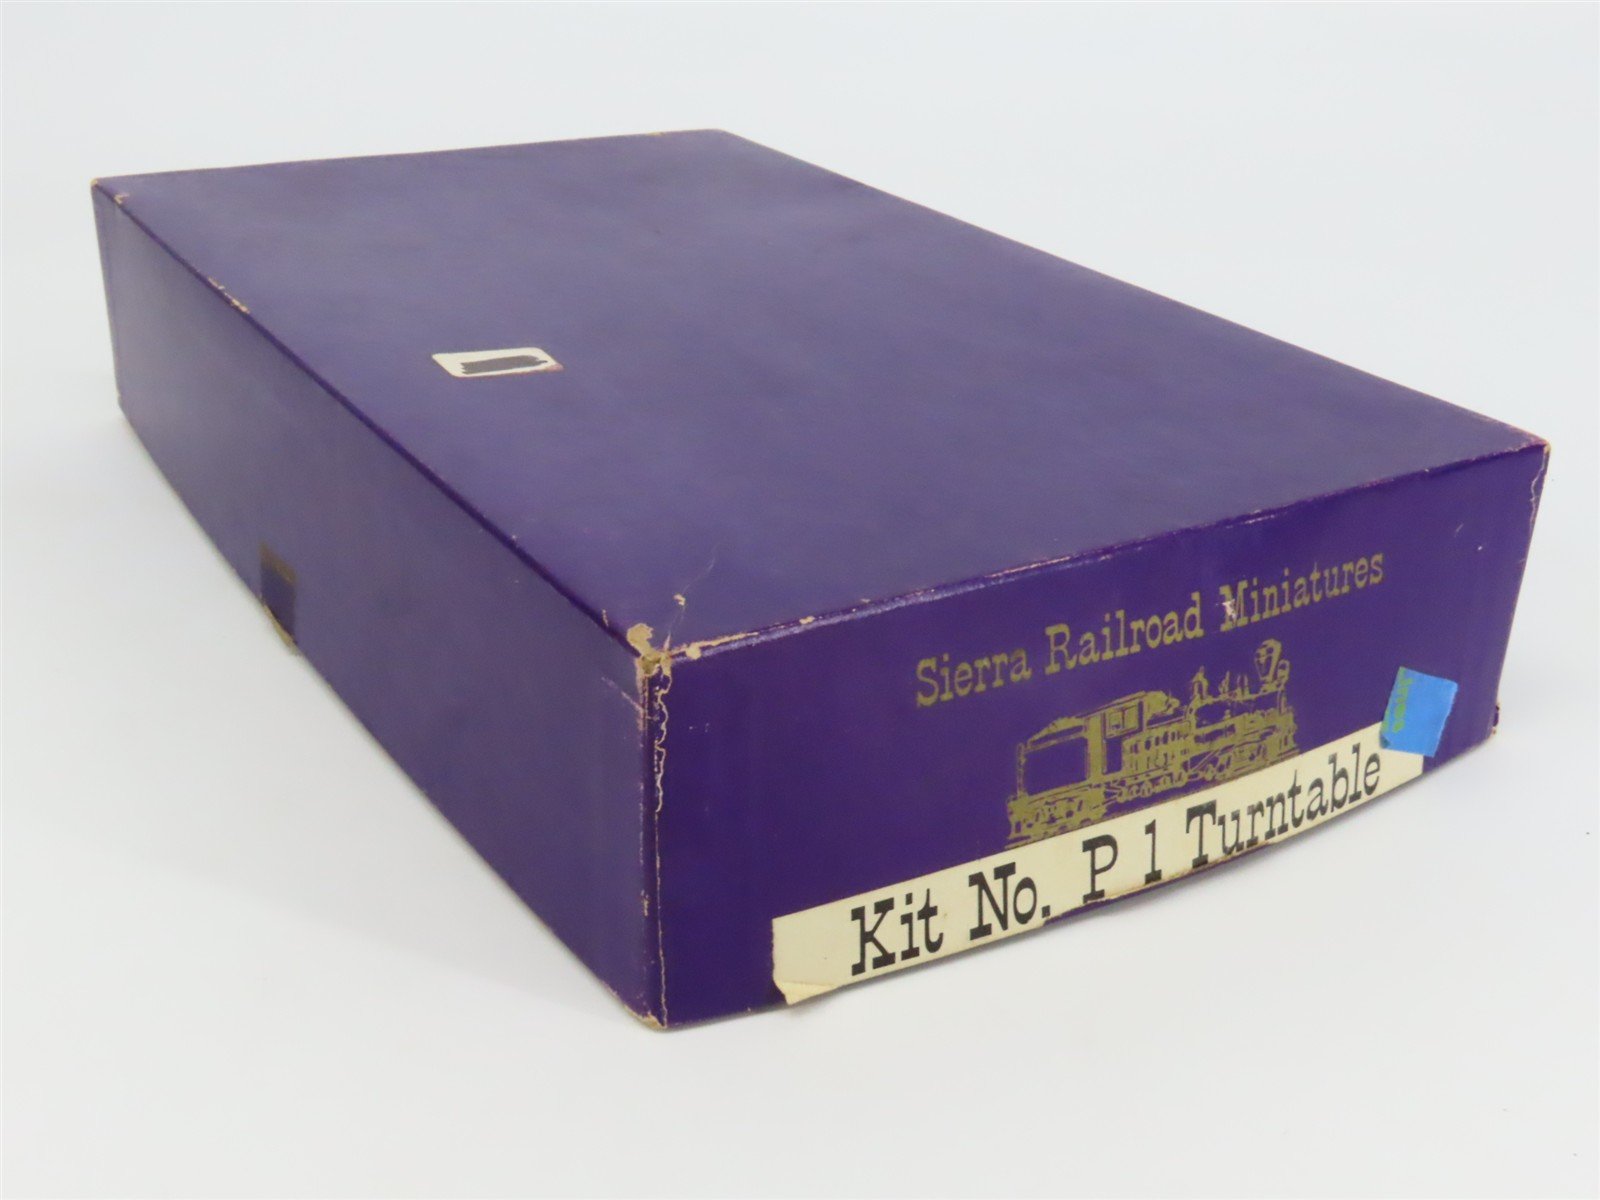 Sierra Railroad Miniatures
Kit No. P 1 Turntable